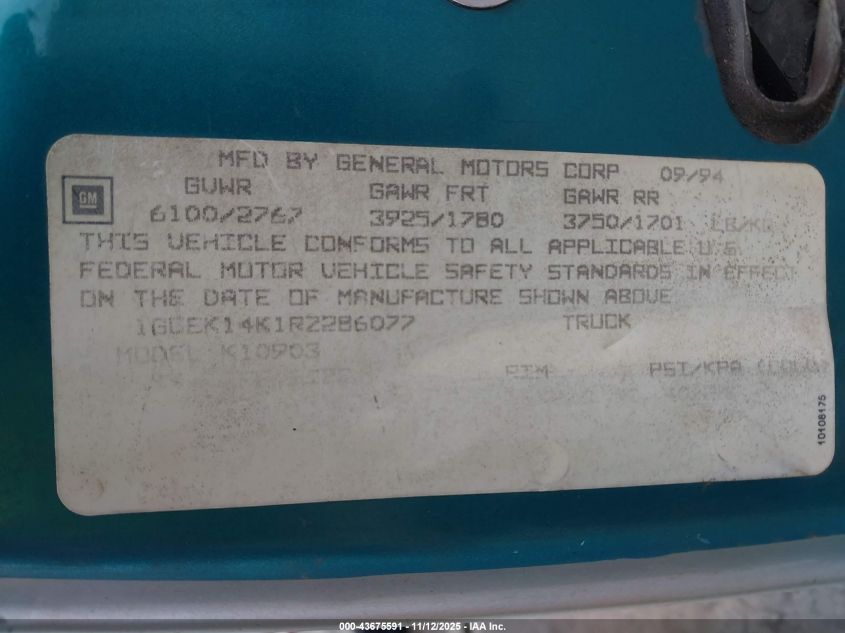 MFD BY GENERAL MOTORS CORP 09/94
GVWR GAWR FRT GAWR RR
GM
6100/2767 3925/1780 3750/1701 LB/KG
THIS VEHICLE CONFORMS TO ALL APPLICABLE U.S.
FEDERAL MOTOR VEHICLE SAFETY STANDARDS IN EFFECT
ON THE DATE OF MANUFACTURE SHOWN ABOVE
1GCEK14K1RZ286077 TRUCK
MODEL K10903
RIM PSI/KPA (COLD)
10108175
000-43675591 - 11/12/2025 - IAA Inc.